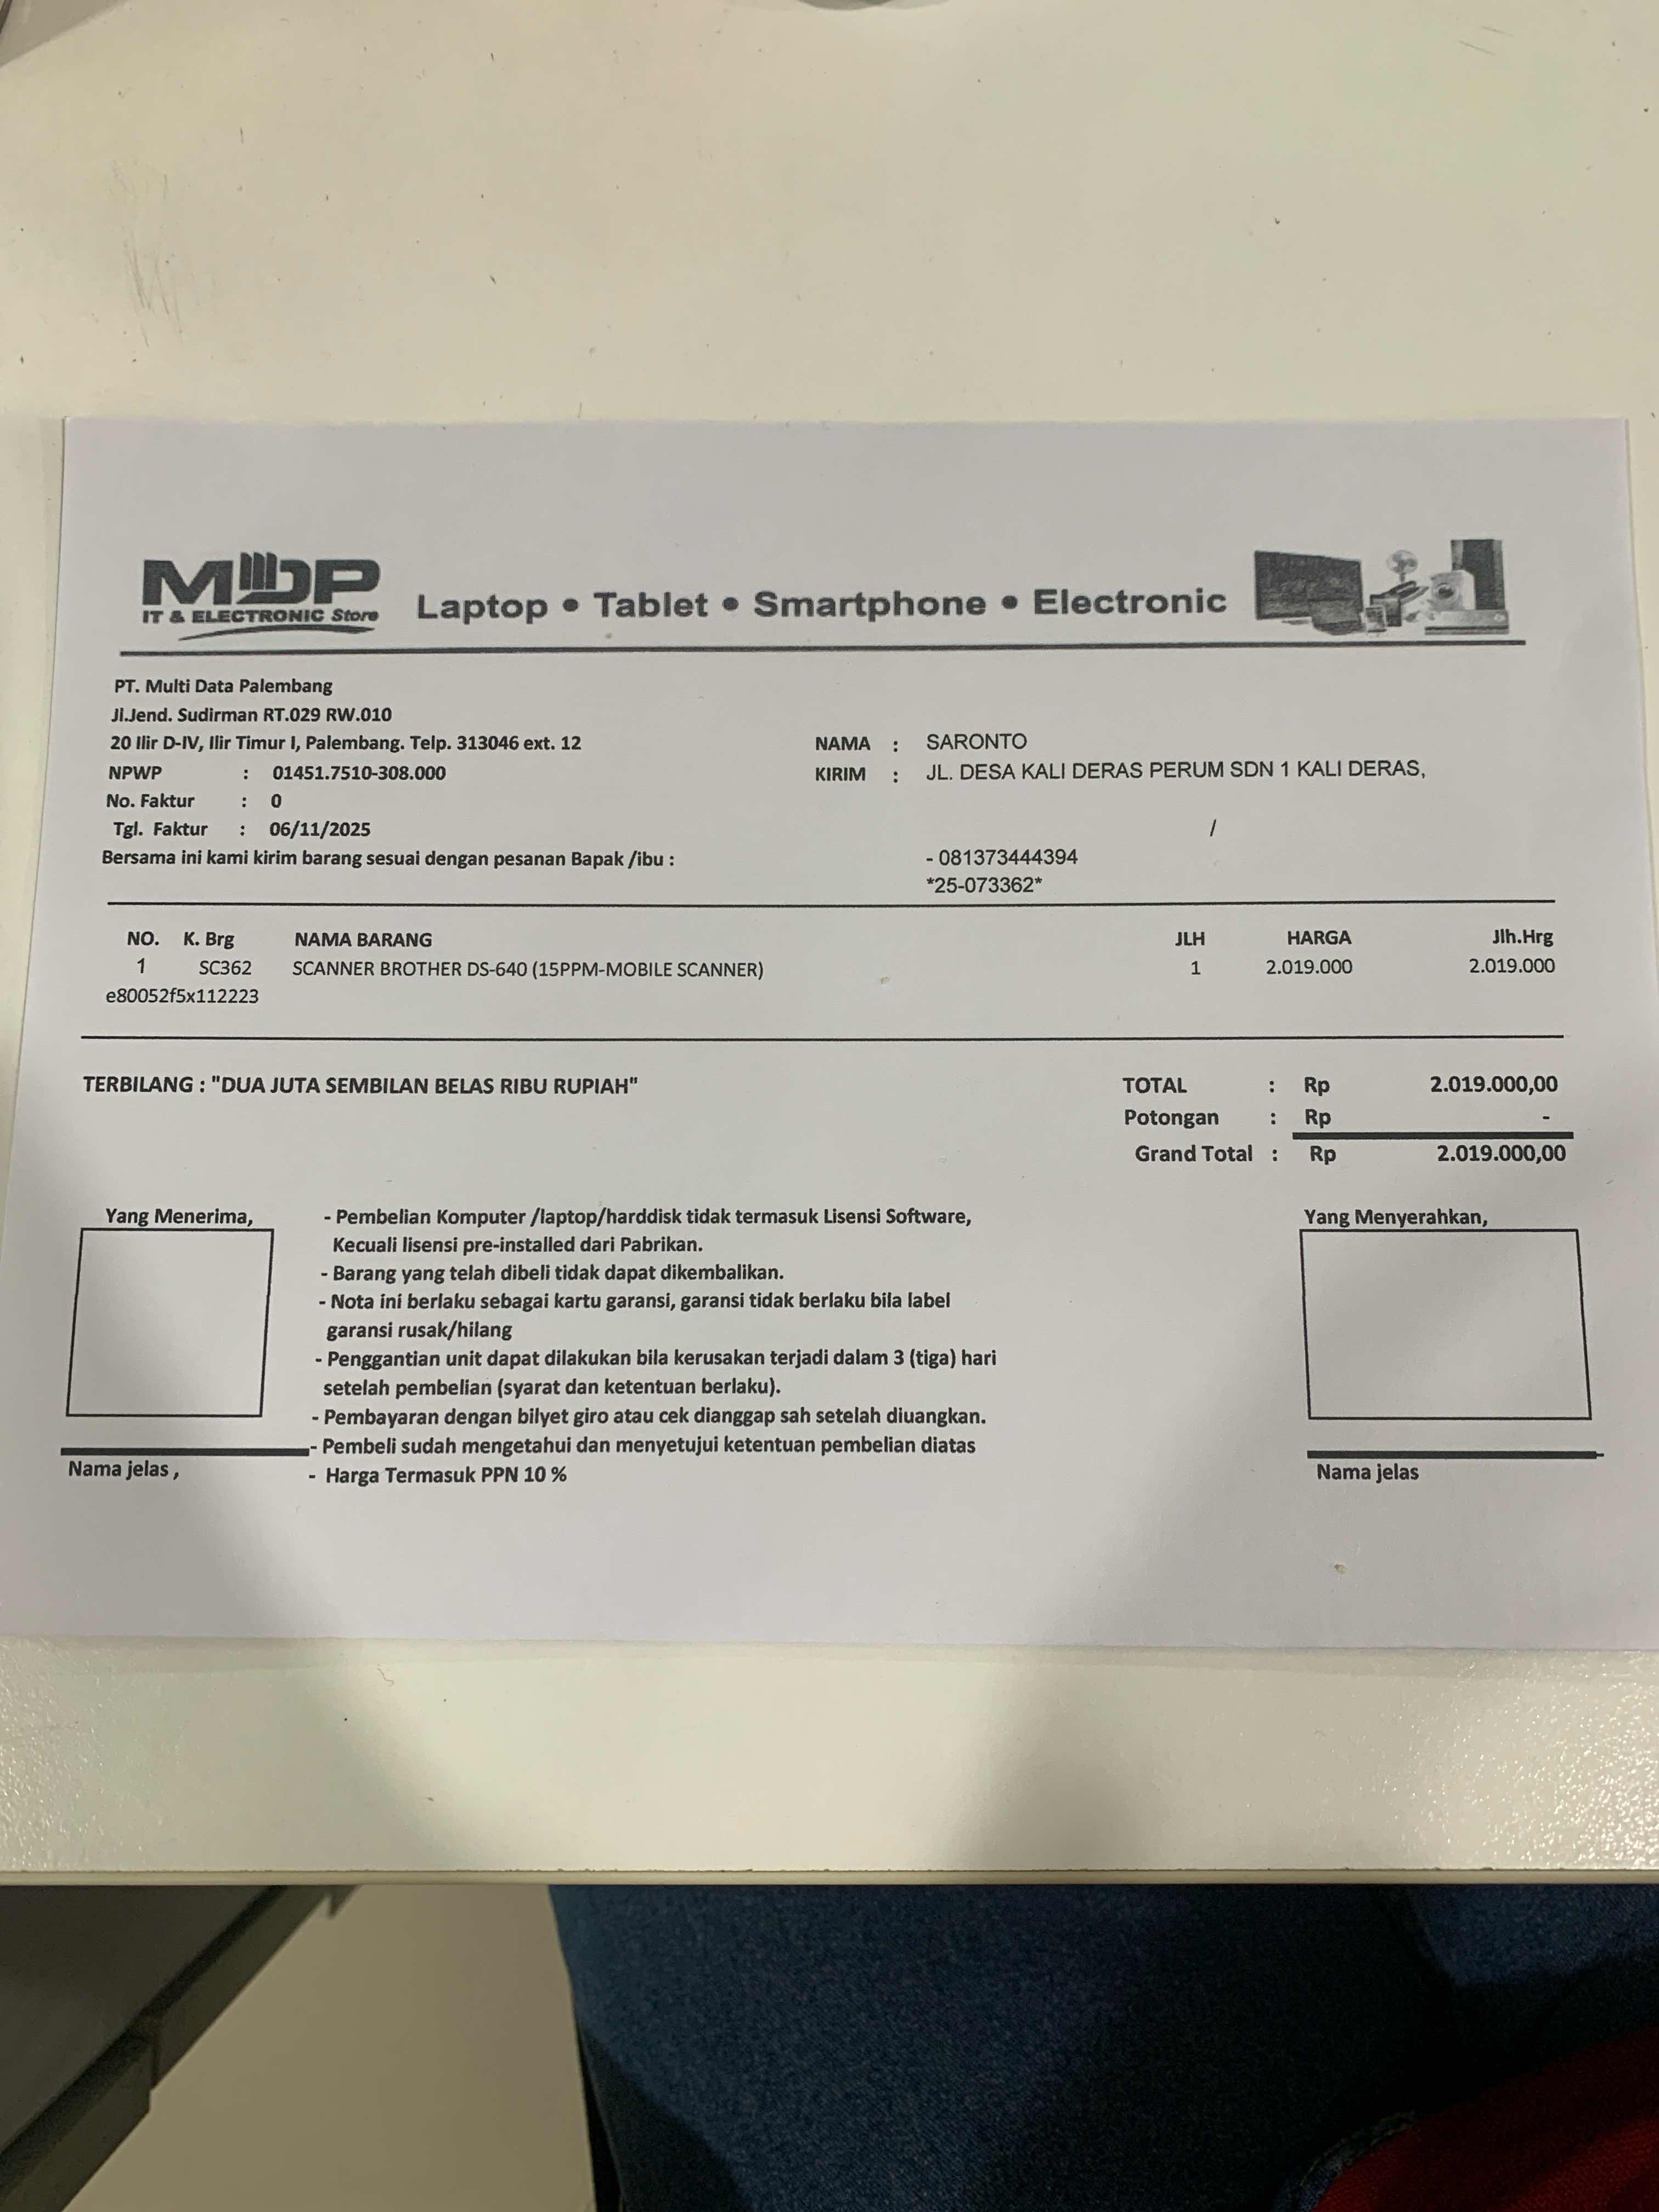 MDP
IT & ELECTRONIC Store
Laptop • Tablet • Smartphone • Electronic
PT. Multi Data Palembang
Jl.Jend. Sudirman RT.029 RW.010
20 Ilir D-IV, Ilir Timur I, Palembang. Telp. 313046 ext. 12
NPWP : 01451.7510-308.000
No. Faktur : 0
Tgl. Faktur : 06/11/2025
Bersama ini kami kirim barang sesuai dengan pesanan Bapak /ibu :
NAMA : SARONTO
KIRIM : JL. DESA KALI DERAS PERUM SDN 1 KALI DERAS,
/
- 081373444394
*25-073362*
NO. K. Brg NAMA BARANG JLH HARGA Jlh.Hrg
1 SC362 SCANNER BROTHER DS-640 (15PPM-MOBILE SCANNER) 1 2.019.000 2.019.000
e80052f5x112223
TERBILANG : "DUA JUTA SEMBILAN BELAS RIBU RUPIAH"
TOTAL : Rp 2.019.000,00
Potongan : Rp -
Grand Total : Rp 2.019.000,00
Yang Menerima,
Nama jelas ,
- Pembelian Komputer /laptop/harddisk tidak termasuk Lisensi Software,
Kecuali lisensi pre-installed dari Pabrikan.
- Barang yang telah dibeli tidak dapat dikembalikan.
- Nota ini berlaku sebagai kartu garansi, garansi tidak berlaku bila label
garansi rusak/hilang
- Penggantian unit dapat dilakukan bila kerusakan terjadi dalam 3 (tiga) hari
setelah pembelian (syarat dan ketentuan berlaku).
- Pembayaran dengan bilyet giro atau cek dianggap sah setelah diuangkan.
- Pembeli sudah mengetahui dan menyetujui ketentuan pembelian diatas
- Harga Termasuk PPN 10 %
Yang Menyerahkan,
Nama jelas